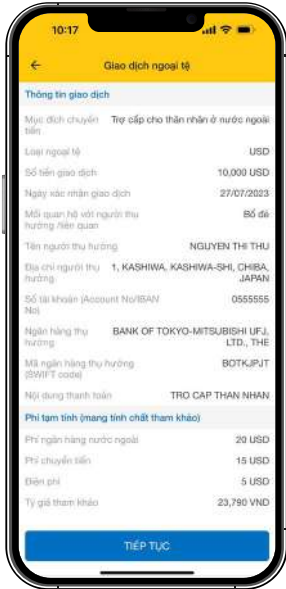 10:17
Giao dịch ngoại tệ
Thông tin giao dịch
Mục đích chuyển tiền
Trợ cấp cho thân nhân ở nước ngoài
Loại ngoại tệ
USD
Số tiền giao dịch
10,000 USD
Ngày xác nhận giao dịch
27/07/2023
Mối quan hệ với người thụ hưởng /liên quan
Bố đẻ
Tên người thụ hưởng
NGUYEN THI THU
Địa chỉ người thụ hưởng
1, KASHIWA, KASHIWA-SHI, CHIBA,
JAPAN
Số tài khoản (Account No/IBAN No)
0555555
Ngân hàng thụ hưởng
BANK OF TOKYO-MITSUBISHI UFJ,
LTD., THE
Mã ngân hàng thụ hưởng (SWIFT code)
BOTKJPJT
Nội dung thanh toán
TRO CAP THAN NHAN
Phí tạm tính (mang tính chất tham khảo)
Phí ngân hàng nước ngoài
20 USD
Phí chuyển tiền
15 USD
Điện phí
5 USD
Tỷ giá tham khảo
23,790 VND
TIẾP TỤC